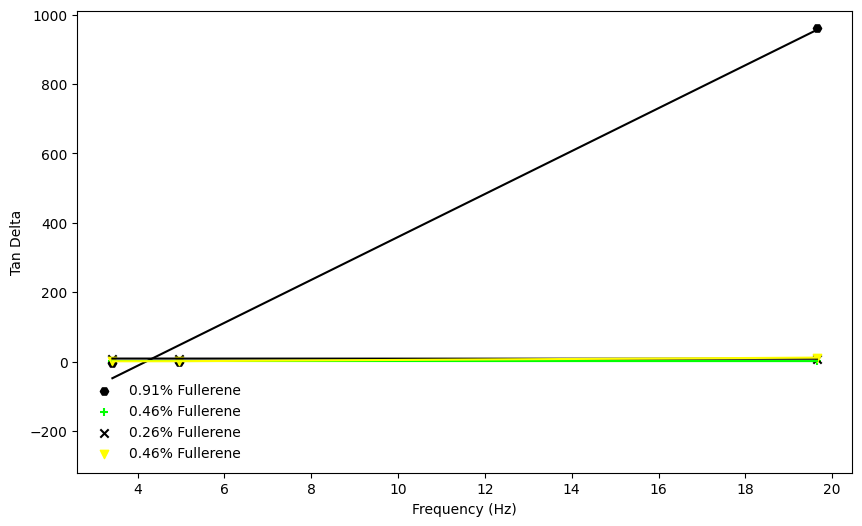 1000
800
600
400
200
0
−200
Tan Delta
0.91% Fullerene
0.46% Fullerene
0.26% Fullerene
0.46% Fullerene
4 6 8 10 12 14 16 18 20
Frequency (Hz)